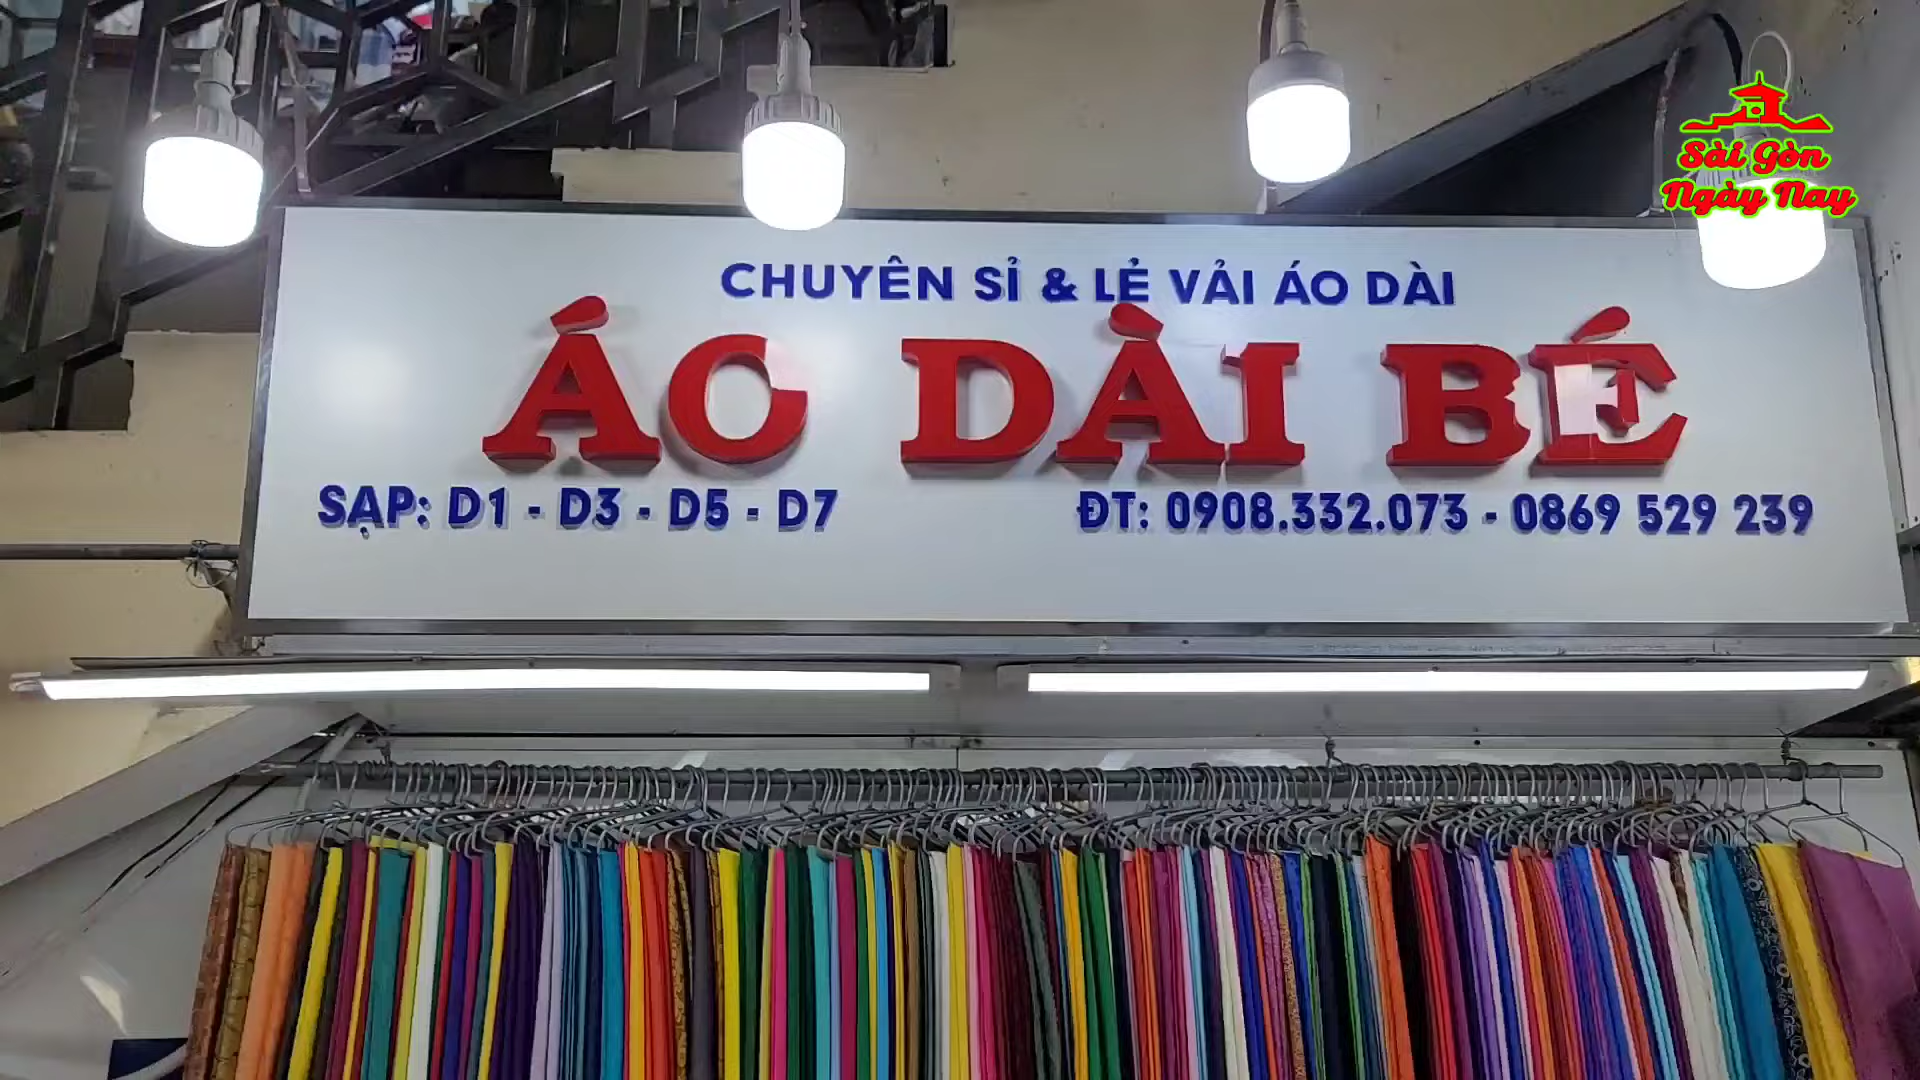 Sài Gòn
Ngày Nay
CHUYÊN SỈ & LẺ VẢI ÁO DÀI
ÁO DÀI BÉ
SẠP: D1 - D3 - D5 - D7
ĐT: 0908.332.073 - 0869 529 239